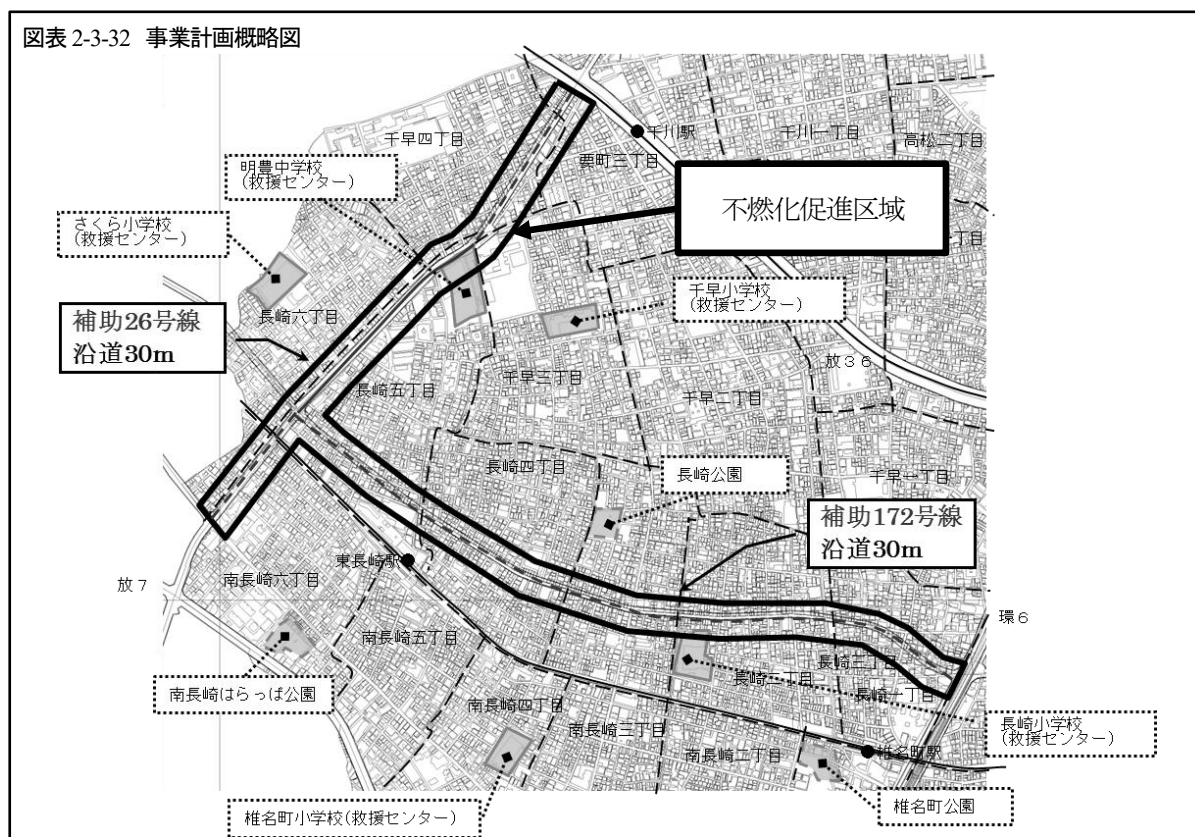 図表 2-3-32 事業計画概略図
千早四丁目
千川駅
千川一丁目
高松二丁目
明豊中学校
(救援センター)
要町三丁目
不燃化促進区域
丁目
さくら小学校
(救援センター)
千早小学校
(救援センター)
補助26号線
沿道30m
長崎六丁目
放36
長崎五丁目
千早三丁目
千早二丁目
長崎四丁目
長崎公園
千早一丁目
補助172号線
沿道30m
東長崎駅
放7
南長崎六丁目
環6
南長崎五丁目
長崎三丁目
長崎二丁目
長崎一丁目
南長崎はらっぱ公園
南長崎四丁目
南長崎三丁目
長崎小学校
(救援センター)
南長崎二丁目
椎名町駅
椎名町小学校(救援センター)
椎名町公園